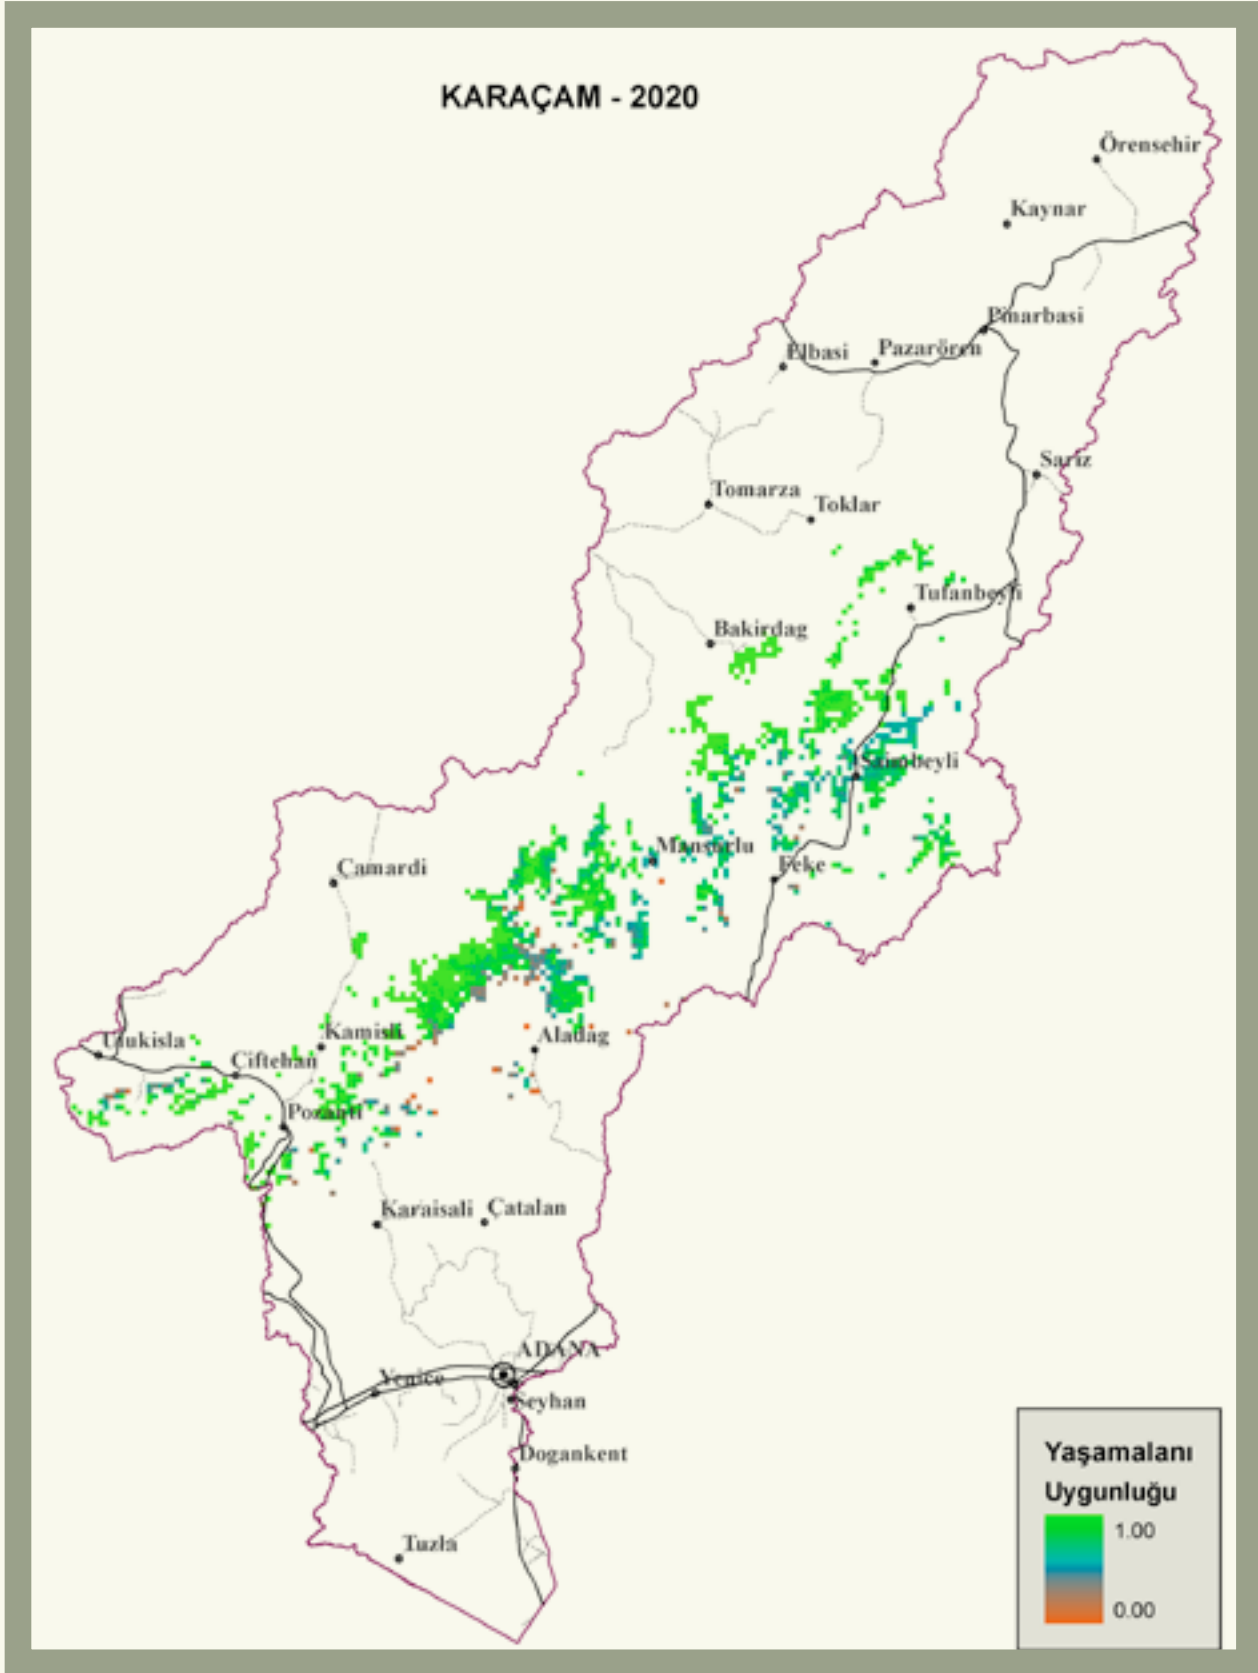 KARAÇAM - 2020
Örensehir
Kaynar
Pinarbasi
Elbasi
Pazarören
Sariz
Tomarza
Toklar
Tufanbeyli
Bakirdag
Saimbeyli
Mansurlu
Feke
Camardi
Ulukisla
Kamisli
Aladag
Ciftehan
Pozanti
Karaisali
Çatalan
ADANA
Yenice
Seyhan
Dogankent
Tuzla
Yaşamalanı
Uygunluğu
1.00
0.00